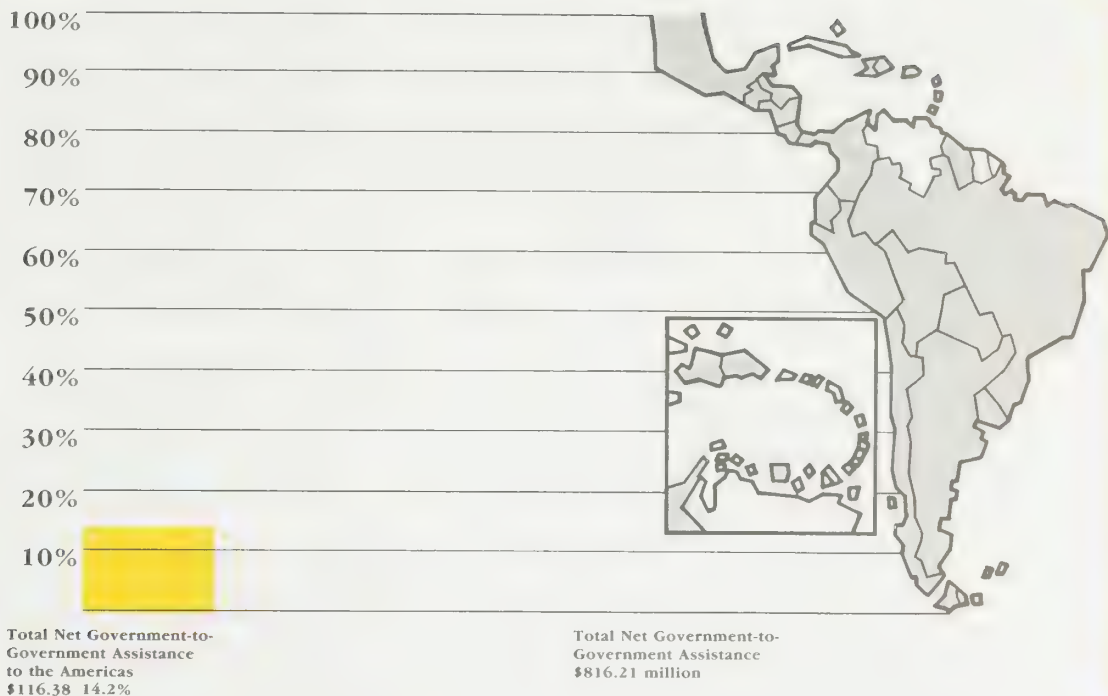 100%
90%
80%
70%
60%
50%
40%
30%
20%
10%
Total Net Government-to-
Government Assistance
to the Americas
$116.38 14.2%
Total Net Government-to-
Government Assistance
$816.21 million